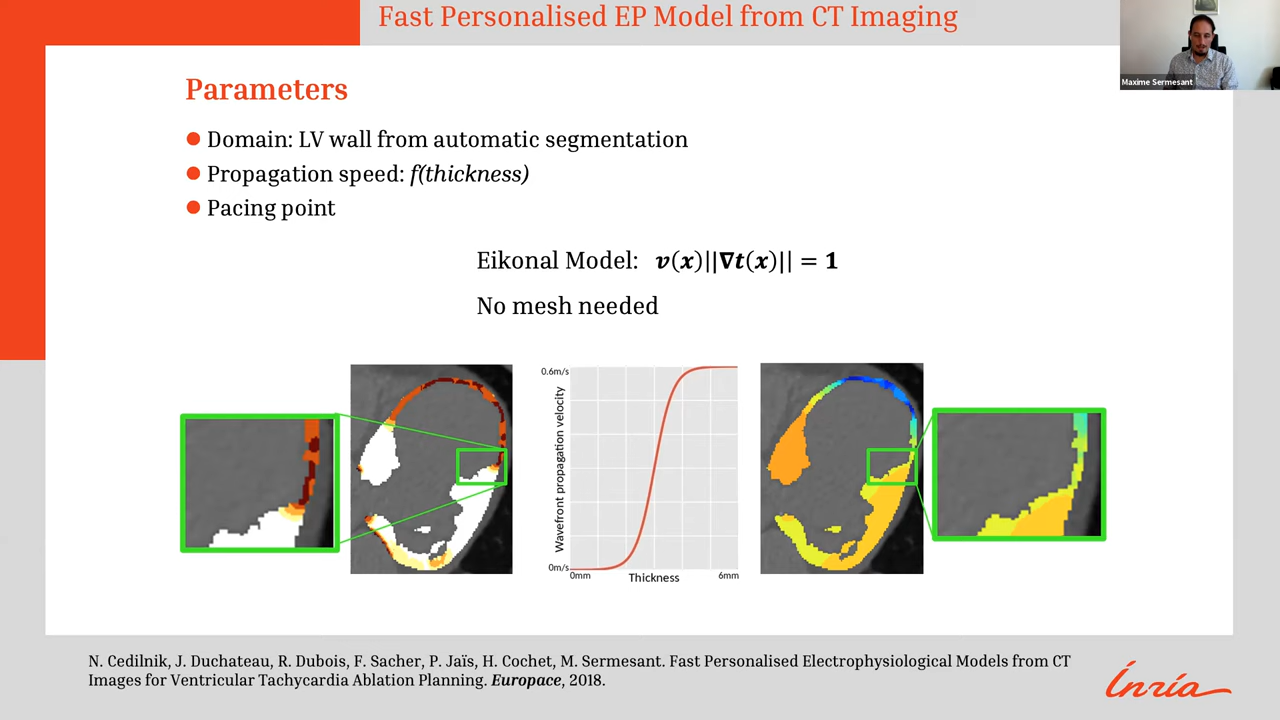 Fast Personalised EP Model from CT Imaging
Maxime Sermesant
Parameters
Domain: LV wall from automatic segmentation
Propagation speed: f(thickness)
Pacing point
Eikonal Model: v(x)||∇t(x)|| = 1
No mesh needed
0.6m/s
Wavefront propagation velocity
0m/s
0mm
Thickness
6mm
N. Cedilnik, J. Duchateau, R. Dubois, F. Sacher, P. Jaïs, H. Cochet, M. Sermesant. Fast Personalised Electrophysiological Models from CT
Images for Ventricular Tachycardia Ablation Planning. Europace, 2018.
Inría